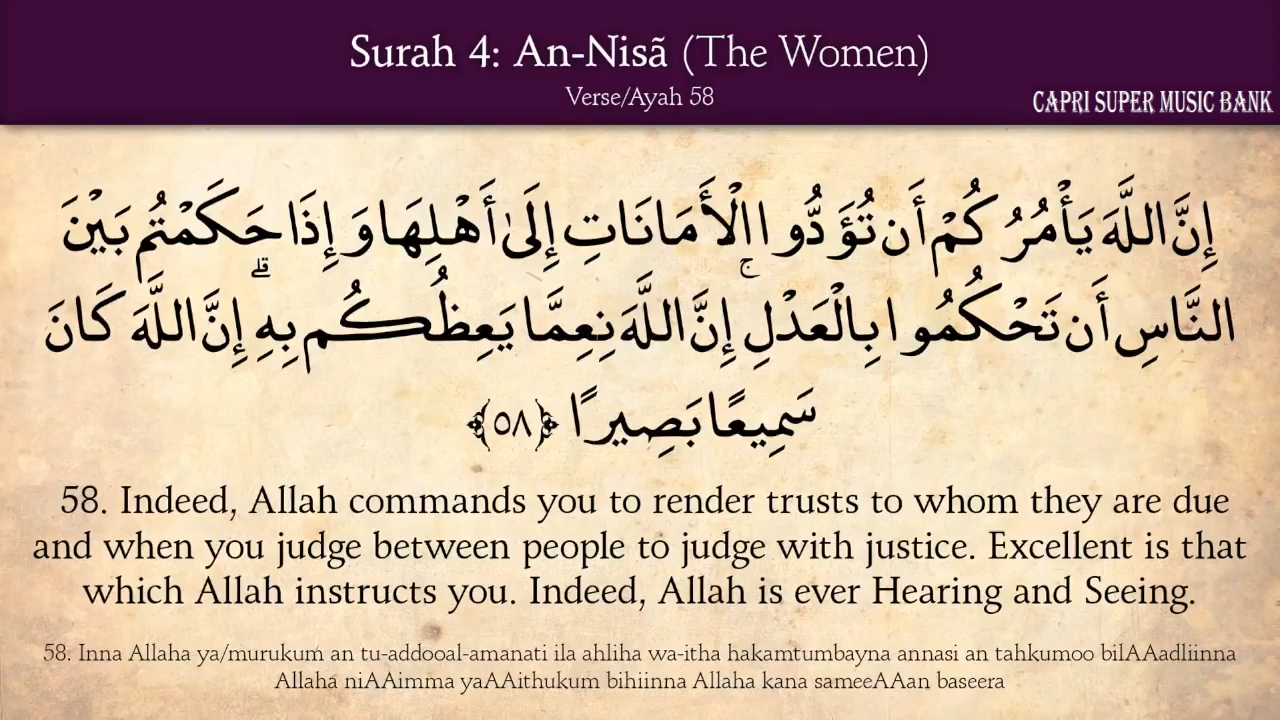 Surah 4: An-Nisã (The Women)
Verse/Ayah 58
CAPRI SUPER MUSIC BANK
إِنَّ اللَّهَ يَأْمُرُكُمْ أَن تُؤَدُّوا الْأَمَانَاتِ إِلَىٰ أَهْلِهَا وَإِذَا حَكَمْتُم بَيْنَ
النَّاسِ أَن تَحْكُمُوا بِالْعَدْلِ ۚ إِنَّ اللَّهَ نِعِمَّا يَعِظُكُم بِهِ ۗ إِنَّ اللَّهَ كَانَ
سَمِيعًا بَصِيرًا ﴿٥٨﴾
58. Indeed, Allah commands you to render trusts to whom they are due
and when you judge between people to judge with justice. Excellent is that
which Allah instructs you. Indeed, Allah is ever Hearing and Seeing.
58. Inna Allaha ya/murukum an tu-addooal-amanati ila ahliha wa-itha hakamtumbayna annasi an tahkumoo bilAAadliinna
Allaha niAAimma yaAAithukum bihiinna Allaha kana sameeAAan baseera